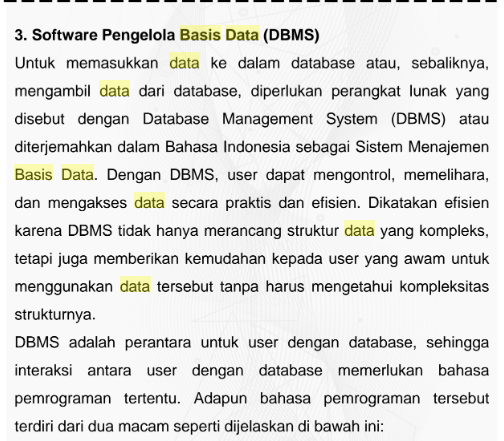 3. Software Pengelola Basis Data (DBMS)
Untuk memasukkan data ke dalam database atau, sebaliknya,
mengambil data dari database, diperlukan perangkat lunak yang
disebut dengan Database Management System (DBMS) atau
diterjemahkan dalam Bahasa Indonesia sebagai Sistem Menajemen
Basis Data. Dengan DBMS, user dapat mengontrol, memelihara,
dan mengakses data secara praktis dan efisien. Dikatakan efisien
karena DBMS tidak hanya merancang struktur data yang kompleks,
tetapi juga memberikan kemudahan kepada user yang awam untuk
menggunakan data tersebut tanpa harus mengetahui kompleksitas
strukturnya.
DBMS adalah perantara untuk user dengan database, sehingga
interaksi antara user dengan database memerlukan bahasa
pemrograman tertentu. Adapun bahasa pemrograman tersebut
terdiri dari dua macam seperti dijelaskan di bawah ini: